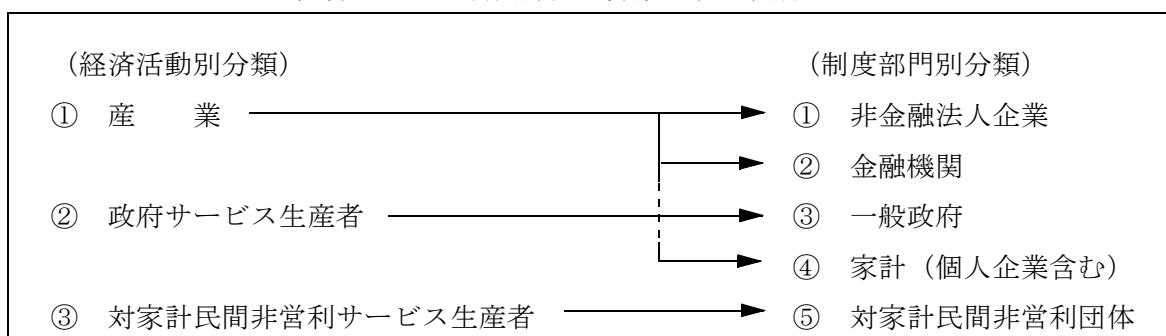 （経済活動別分類） （制度部門別分類）
① 産　　業 ① 非金融法人企業
② 金融機関
② 政府サービス生産者 ③ 一般政府
④ 家計（個人企業含む）
③ 対家計民間非営利サービス生産者 ⑤ 対家計民間非営利団体